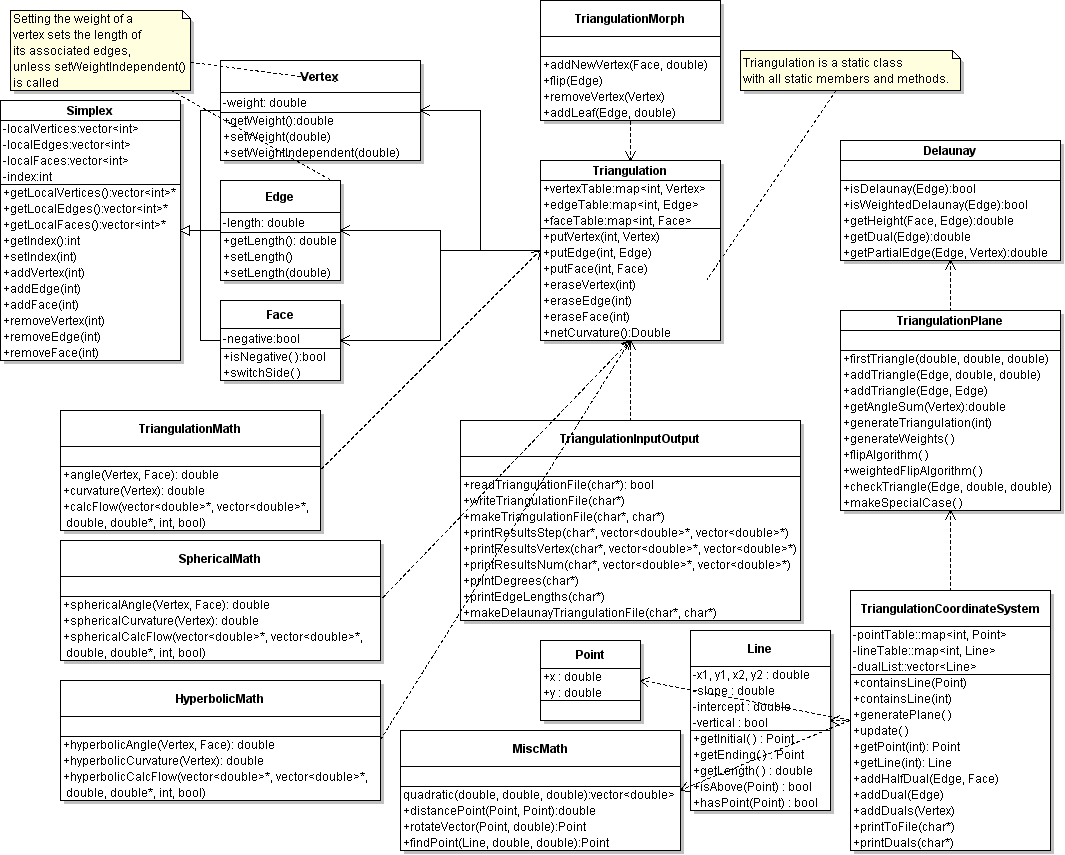 Setting the weight of a
vertex sets the length of
its associated edges,
unless setWeightIndependent()
is called
Simplex
-localVertices:vector<int>
-localEdges:vector<int>
-localFaces:vector<int>
-index:int
+getLocalVertices():vector<int>*
+getLocalEdges():vector<int>*
+getLocalFaces():vector<int>*
+getIndex():int
+setIndex(int)
+addVertex(int)
+addEdge(int)
+addFace(int)
+removeVertex(int)
+removeEdge(int)
+removeFace(int)
Vertex
-weight: double
+getWeight():double
+setWeight(double)
+setWeightIndependent(double)
Edge
-length: double
+getLength(): double
+setLength()
+setLength(double)
Face
-negative:bool
+isNegative():bool
+switchSide()
TriangulationMorph
+addNewVertex(Face, double)
+flip(Edge)
+removeVertex(Vertex)
+addLeaf(Edge, double)
Triangulation is a static class
with all static members and methods.
Triangulation
+vertexTable:map<int, Vertex>
+edgeTable:map<int, Edge>
+faceTable:map<int, Face>
+putVertex(int, Vertex)
+putEdge(int, Edge)
+putFace(int, Face)
+eraseVertex(int)
+eraseEdge(int)
+eraseFace(int)
+netCurvature():Double
Delaunay
+isDelaunay(Edge):bool
+isWeightedDelaunay(Edge):bool
+getHeight(Face, Edge):double
+getDual(Edge):double
+getPartialEdge(Edge, Vertex):double
TriangulationPlane
+firstTriangle(double, double, double)
+addTriangle(Edge, double, double)
+addTriangle(Edge, Edge)
+getAngleSum(Vertex):double
+generateTriangulation(int)
+generateWeights()
+flipAlgorithm()
+weightedFlipAlgorithm()
+checkTriangle(Edge, double, double)
+makeSpecialCase()
TriangulationMath
+angle(Vertex, Face): double
+curvature(Vertex): double
+calcFlow(vector<double>*, vector<double>*,
double, double*, int, bool)
SphericalMath
+sphericalAngle(Vertex, Face): double
+sphericalCurvature(Vertex): double
+sphericalCalcFlow(vector<double>*, vector<double>*,
double, double*, int, bool)
HyperbolicMath
+hyperbolicAngle(Vertex, Face): double
+hyperbolicCurvature(Vertex): double
+hyperbolicCalcFlow(vector<double>*, vector<double>*,
double, double*, int, bool)
TriangulationInputOutput
+readTriangulationFile(char*): bool
+writeTriangulationFile(char*)
+makeTriangulationFile(char*, char*)
+printResultsStep(char*, vector<double>*, vector<double>*)
+printResultsVertex(char*, vector<double>*, vector<double>*)
+printResultsNum(char*, vector<double>*, vector<double>*)
+printDegrees(char*)
+printEdgeLengths(char*)
+makeDelaunayTriangulationFile(char*, char*)
Point
+x : double
+y : double
Line
-x1, y1, x2, y2 : double
-slope : double
-intercept : double
-vertical : bool
+getInitial() : Point
+getEnding() : Point
+getLength() : double
+isAbove(Point) : bool
+hasPoint(Point) : bool
MiscMath
quadratic(double, double, double):vector<double>
+distancePoint(Point, Point):double
+rotateVector(Point, double):Point
+findPoint(Line, double, double):Point
TriangulationCoordinateSystem
-pointTable::map<int, Point>
-lineTable::map<int, Line>
-dualList::vector<Line>
+containsLine(Point)
+containsLine(int)
+generatePlane()
+update()
+getPoint(int): Point
+getLine(int): Line
+addHalfDual(Edge, Face)
+addDual(Edge)
+addDuals(Vertex)
+printToFile(char*)
+printDuals(char*)